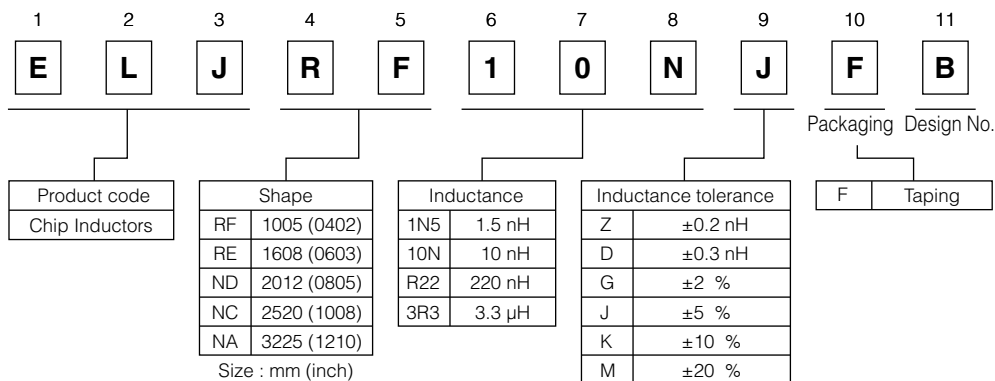 1 2 3 4 5 6 7 8 9 10 11
E L J R F 1 0 N J F B
Packaging Design No.
Product code
Chip Inductors
Shape
RF 1005 (0402)
RE 1608 (0603)
ND 2012 (0805)
NC 2520 (1008)
NA 3225 (1210)
Size : mm (inch)
Inductance
1N5 1.5 nH
10N 10 nH
R22 220 nH
3R3 3.3 µH
Inductance tolerance
Z ±0.2 nH
D ±0.3 nH
G ±2 %
J ±5 %
K ±10 %
M ±20 %
F Taping